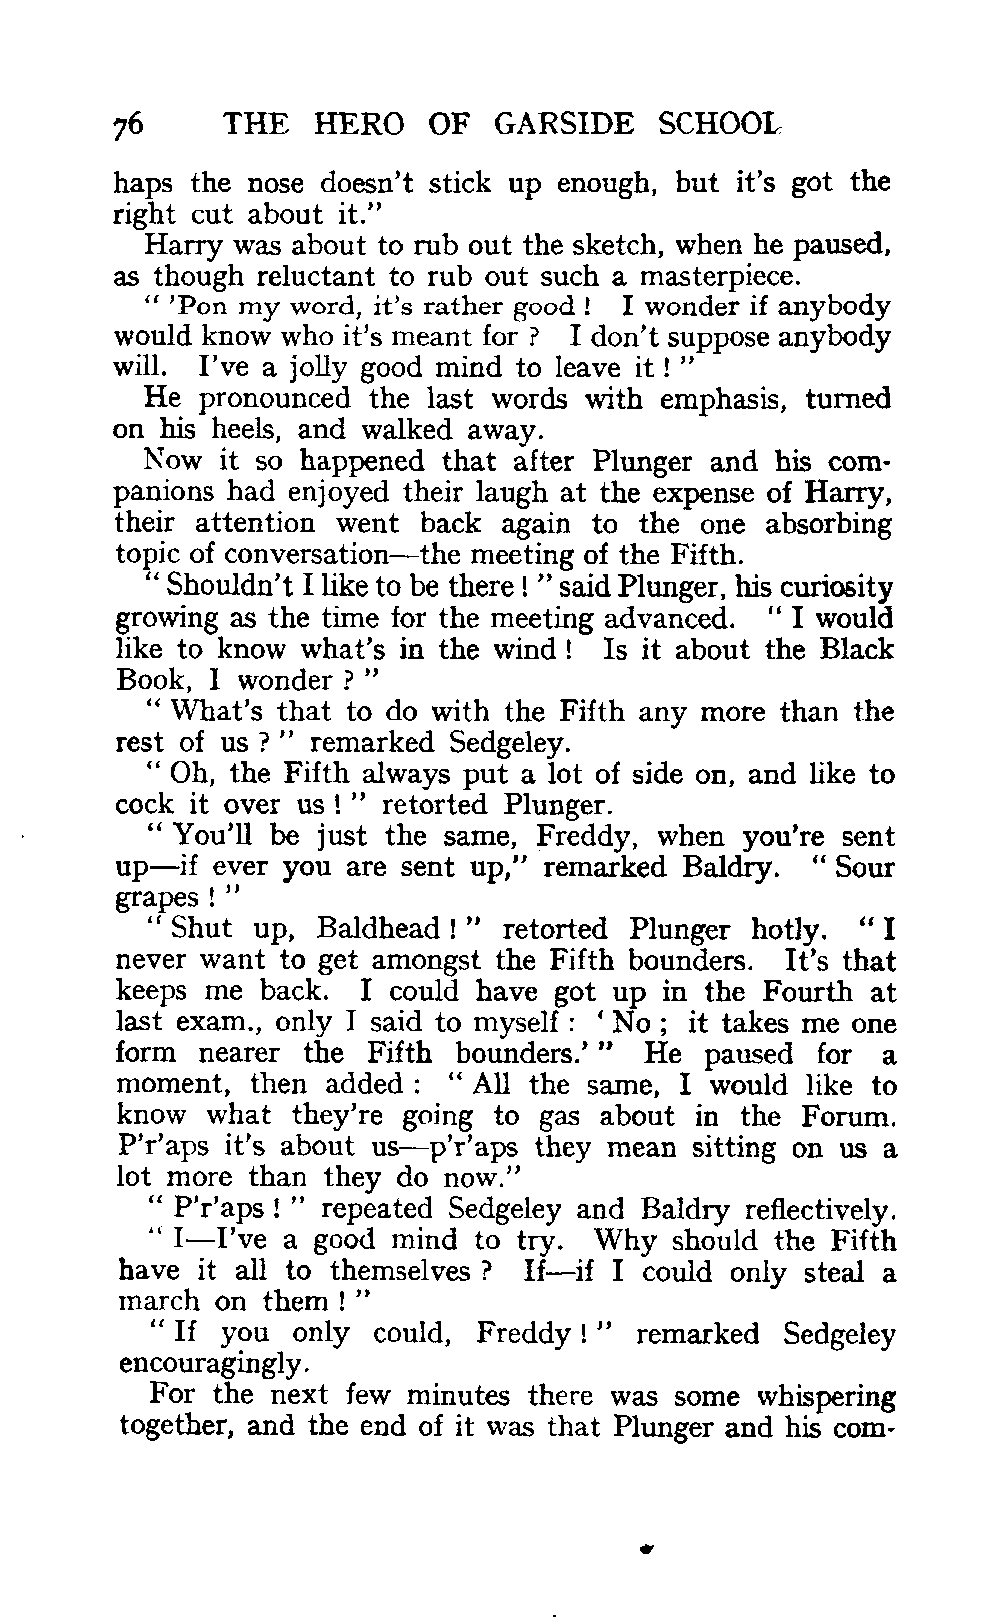 76 THE HERO OF GARSIDE SCHOOL
haps the nose doesn't stick up enough, but it's got the
right cut about it."
Harry was about to rub out the sketch, when he paused,
as though reluctant to rub out such a masterpiece.
" 'Pon my word, it's rather good ! I wonder if anybody
would know who it's meant for ? I don't suppose anybody
will. I've a jolly good mind to leave it ! "
He pronounced the last words with emphasis, turned
on his heels, and walked away.
Now it so happened that after Plunger and his com-
panions had enjoyed their laugh at the expense of Harry,
their attention went back again to the one absorbing
topic of conversation—the meeting of the Fifth.
" Shouldn't I like to be there ! " said Plunger, his curiosity
growing as the time for the meeting advanced. " I would
like to know what's in the wind ! Is it about the Black
Book, I wonder ? "
" What's that to do with the Fifth any more than the
rest of us ? " remarked Sedgeley.
" Oh, the Fifth always put a lot of side on, and like to
cock it over us ! " retorted Plunger.
" You'll be just the same, Freddy, when you're sent
up—if ever you are sent up," remarked Baldry. " Sour
grapes ! "
" Shut up, Baldhead ! " retorted Plunger hotly. " I
never want to get amongst the Fifth bounders. It's that
keeps me back. I could have got up in the Fourth at
last exam., only I said to myself : ' No ; it takes me one
form nearer the Fifth bounders.' " He paused for a
moment, then added : " All the same, I would like to
know what they're going to gas about in the Forum.
P'r'aps it's about us—p'r'aps they mean sitting on us a
lot more than they do now."
" P'r'aps ! " repeated Sedgeley and Baldry reflectively.
" I—I've a good mind to try. Why should the Fifth
have it all to themselves ? If—if I could only steal a
march on them ! "
" If you only could, Freddy ! " remarked Sedgeley
encouragingly.
For the next few minutes there was some whispering
together, and the end of it was that Plunger and his com-